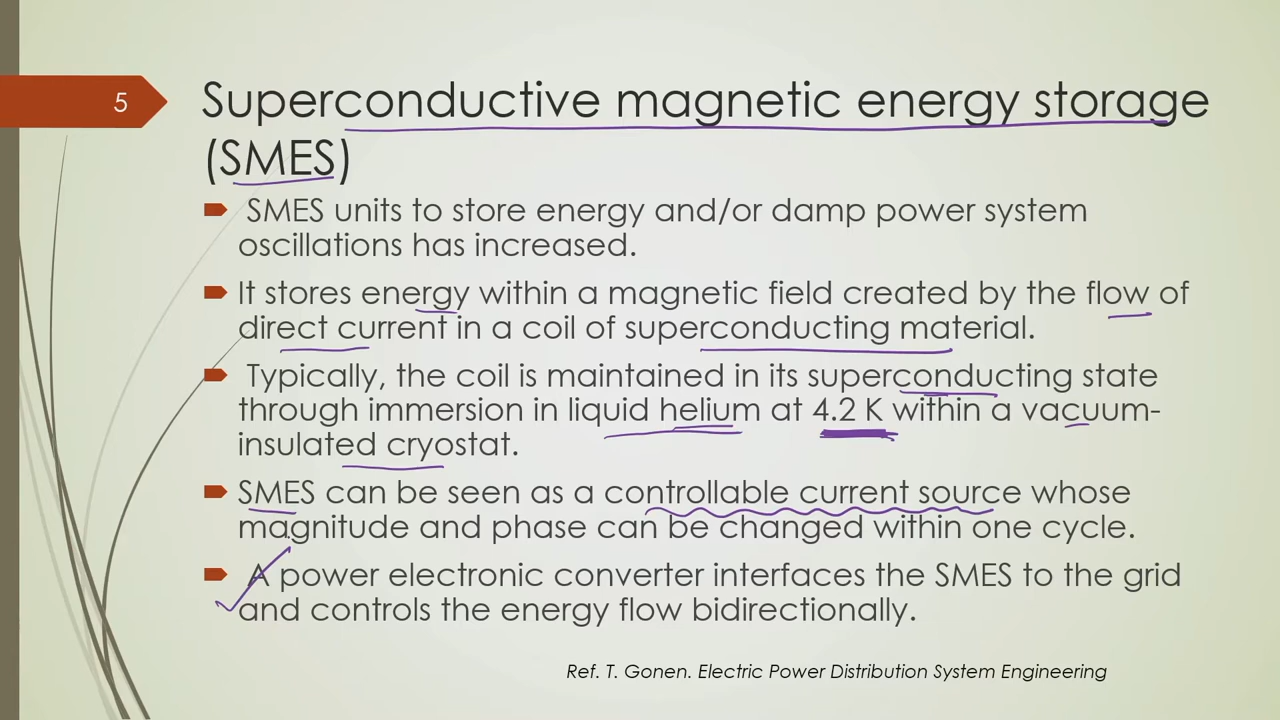 5
Superconductive magnetic energy storage
(SMES)
SMES units to store energy and/or damp power system
oscillations has increased.
It stores energy within a magnetic field created by the flow of
direct current in a coil of superconducting material.
Typically, the coil is maintained in its superconducting state
through immersion in liquid helium at 4.2 K within a vacuum-
insulated cryostat.
SMES can be seen as a controllable current source whose
magnitude and phase can be changed within one cycle.
A power electronic converter interfaces the SMES to the grid
and controls the energy flow bidirectionally.
Ref. T. Gonen. Electric Power Distribution System Engineering